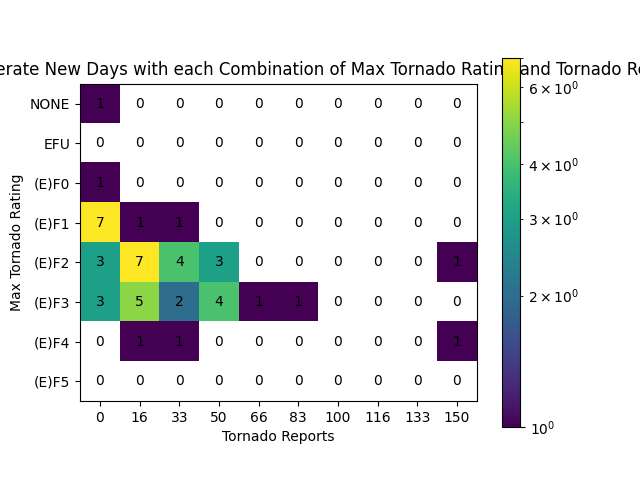 erate New Days with each Combination of Max Tornado Rating and Tornado Re
NONE 1 0 0 0 0 0 0 0 0 0
EFU 0 0 0 0 0 0 0 0 0 0
(E)F0 1 0 0 0 0 0 0 0 0 0
(E)F1 7 1 1 0 0 0 0 0 0 0
(E)F2 3 7 4 3 0 0 0 0 0 1
(E)F3 3 5 2 4 1 1 0 0 0 0
(E)F4 0 1 1 0 0 0 0 0 0 1
(E)F5 0 0 0 0 0 0 0 0 0 0
0 16 33 50 66 83 100 116 133 150
Tornado Reports
Max Tornado Rating
6 × 10⁰
4 × 10⁰
3 × 10⁰
2 × 10⁰
10⁰